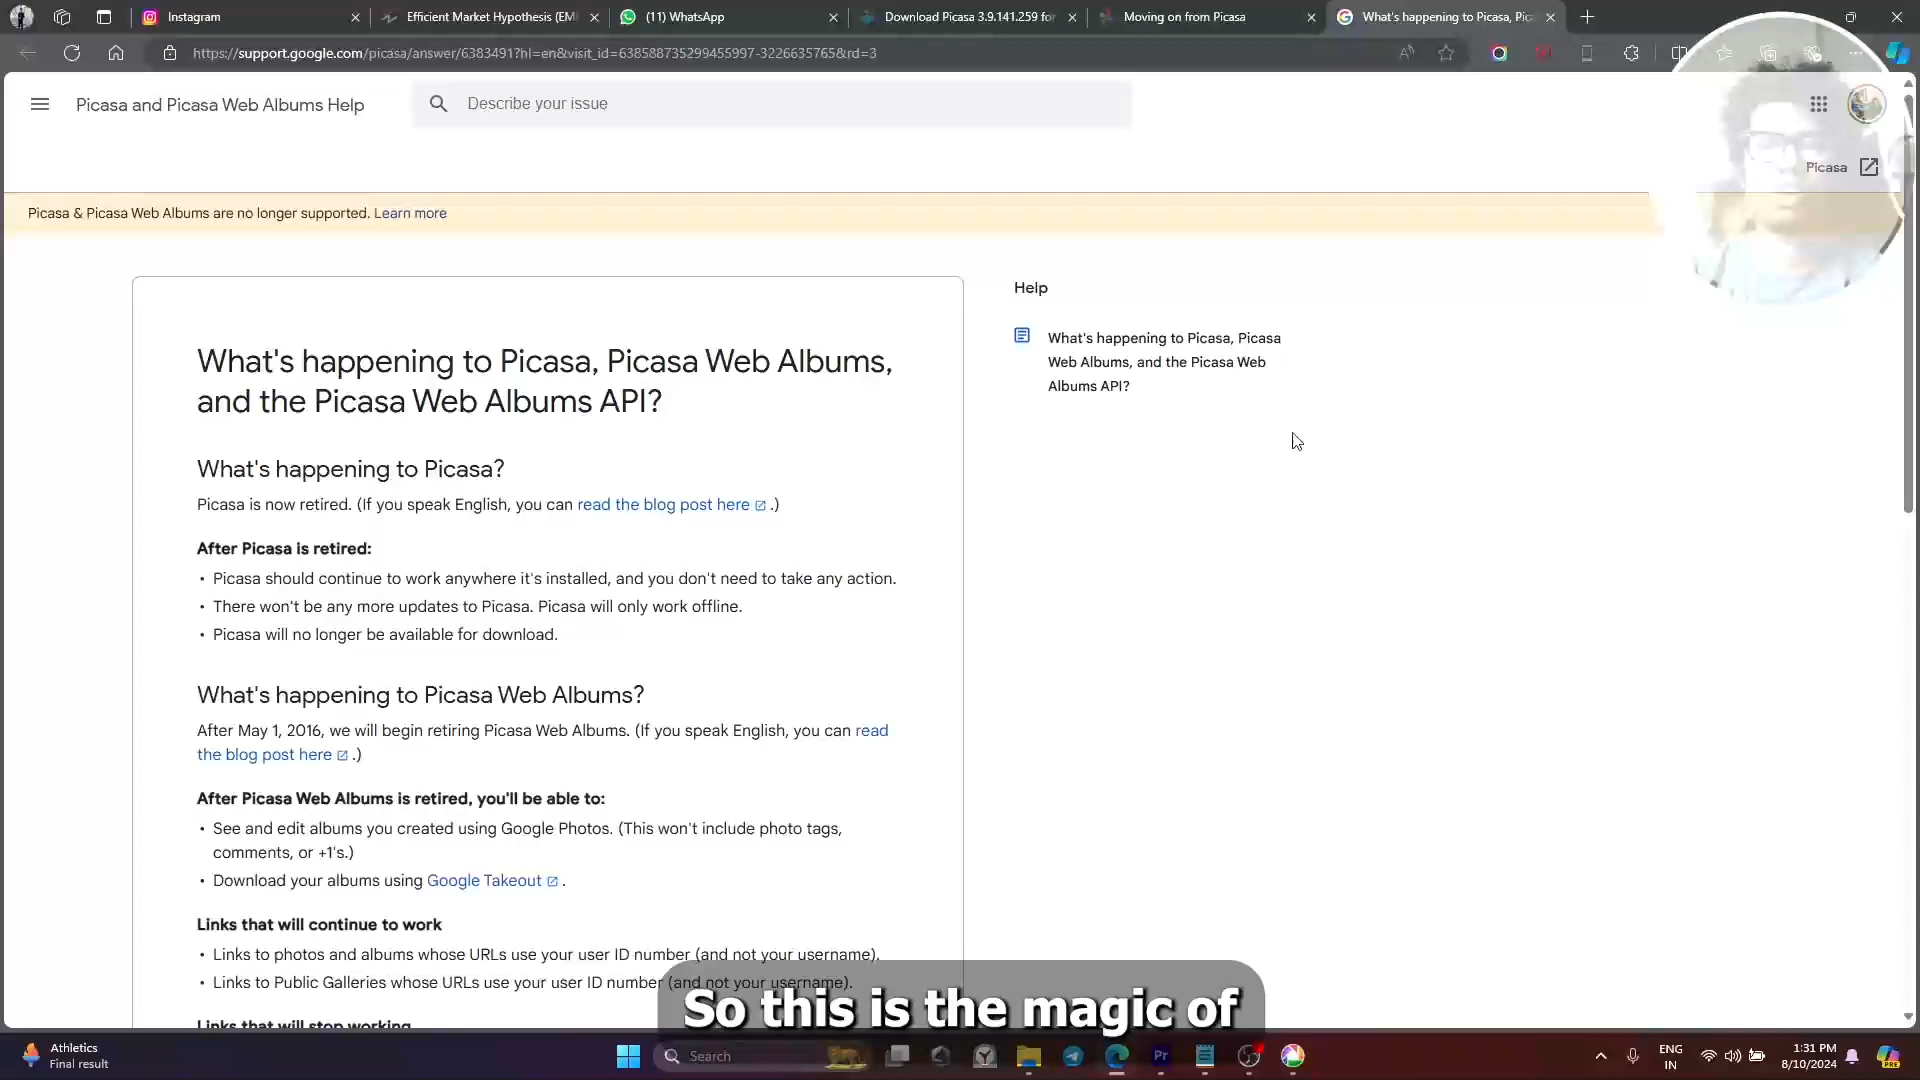 Instagram
Efficient Market Hypothesis (EM
(11) WhatsApp
Download Picasa 3.9.141.259 for
Moving on from Picasa
What's happening to Picasa, Pic
https://support.google.com/picasa/answer/6383491?hl=en&visit_id=638588735299455997-3226635765&rd=3
Picasa and Picasa Web Albums Help
Describe your issue
Picasa
Picasa & Picasa Web Albums are no longer supported. Learn more
What's happening to Picasa, Picasa Web Albums,
and the Picasa Web Albums API?
What's happening to Picasa?
Picasa is now retired. (If you speak English, you can read the blog post here .)
After Picasa is retired:
• Picasa should continue to work anywhere it's installed, and you don't need to take any action.
• There won't be any more updates to Picasa. Picasa will only work offline.
• Picasa will no longer be available for download.
What's happening to Picasa Web Albums?
After May 1, 2016, we will begin retiring Picasa Web Albums. (If you speak English, you can read
the blog post here .)
After Picasa Web Albums is retired, you'll be able to:
• See and edit albums you created using Google Photos. (This won't include photo tags,
comments, or +1's.)
• Download your albums using Google Takeout .
Links that will continue to work
• Links to photos and albums whose URLs use your user ID number (and not your username).
• Links to Public Galleries whose URLs use your user ID number (and not your username).
Links that will stop working
Help
What's happening to Picasa, Picasa
Web Albums, and the Picasa Web
Albums API?
So this is the magic of
Athletics
Final result
Search
Pr
ENG
IN
1:31 PM
8/10/2024
PRE